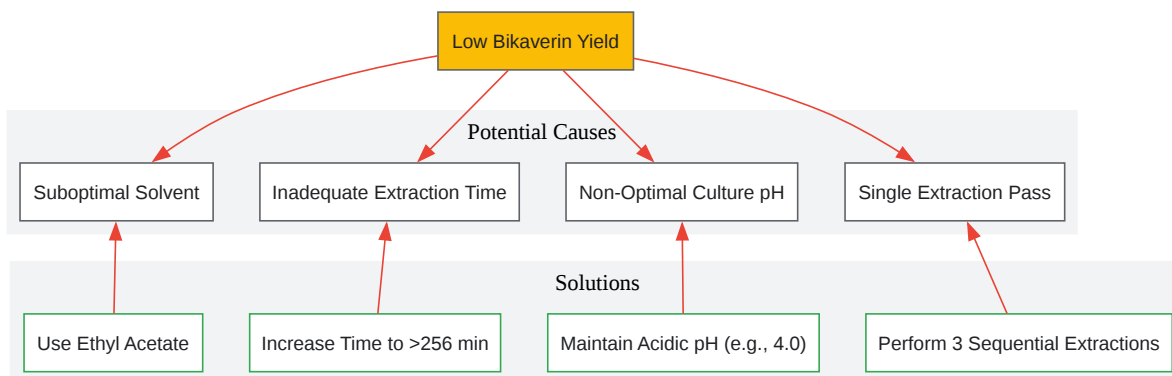 Low Bikaverin Yield
Potential Causes
Suboptimal Solvent
Inadequate Extraction Time
Non-Optimal Culture pH
Single Extraction Pass
Solutions
Use Ethyl Acetate
Increase Time to >256 min
Maintain Acidic pH (e.g., 4.0)
Perform 3 Sequential Extractions